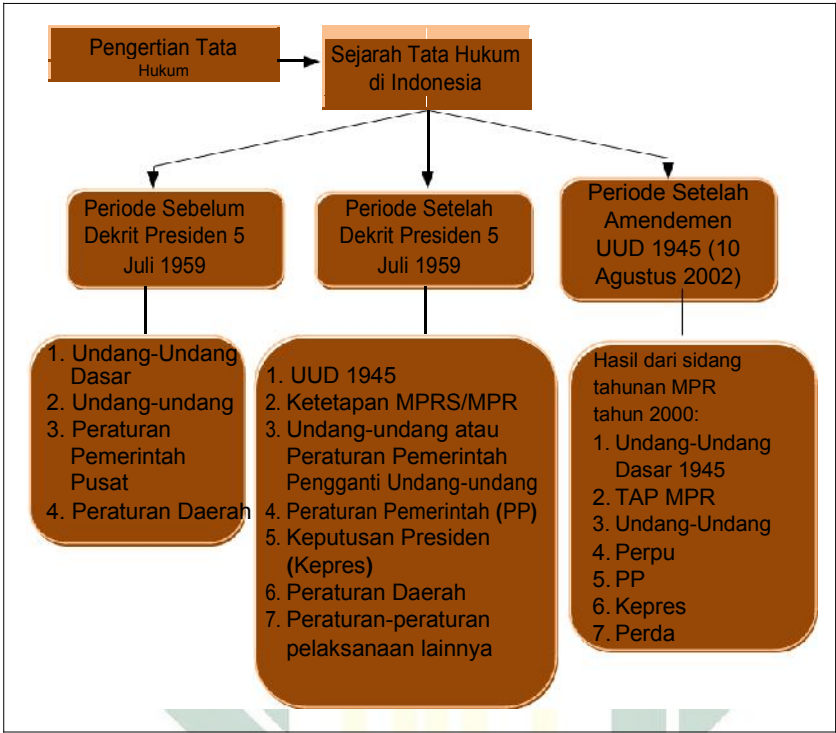 Pengertian Tata
Hukum
Sejarah Tata Hukum
di Indonesia
Periode Sebelum
Dekrit Presiden 5
Juli 1959
Periode Setelah
Dekrit Presiden 5
Juli 1959
Periode Setelah
Amendemen
UUD 1945 (10
Agustus 2002)
1. Undang-Undang
Dasar
2. Undang-undang
3. Peraturan
Pemerintah
Pusat
4. Peraturan Daerah
1. UUD 1945
2. Ketetapan MPRS/MPR
3. Undang-undang atau
Peraturan Pemerintah
Pengganti Undang-undang
4. Peraturan Pemerintah (PP)
5. Keputusan Presiden
(Kepres)
6. Peraturan Daerah
7. Peraturan-peraturan
pelaksanaan lainnya
Hasil dari sidang
tahunan MPR
tahun 2000:
1. Undang-Undang
Dasar 1945
2. TAP MPR
3. Undang-Undang
4. Perpu
5. PP
6. Kepres
7. Perda